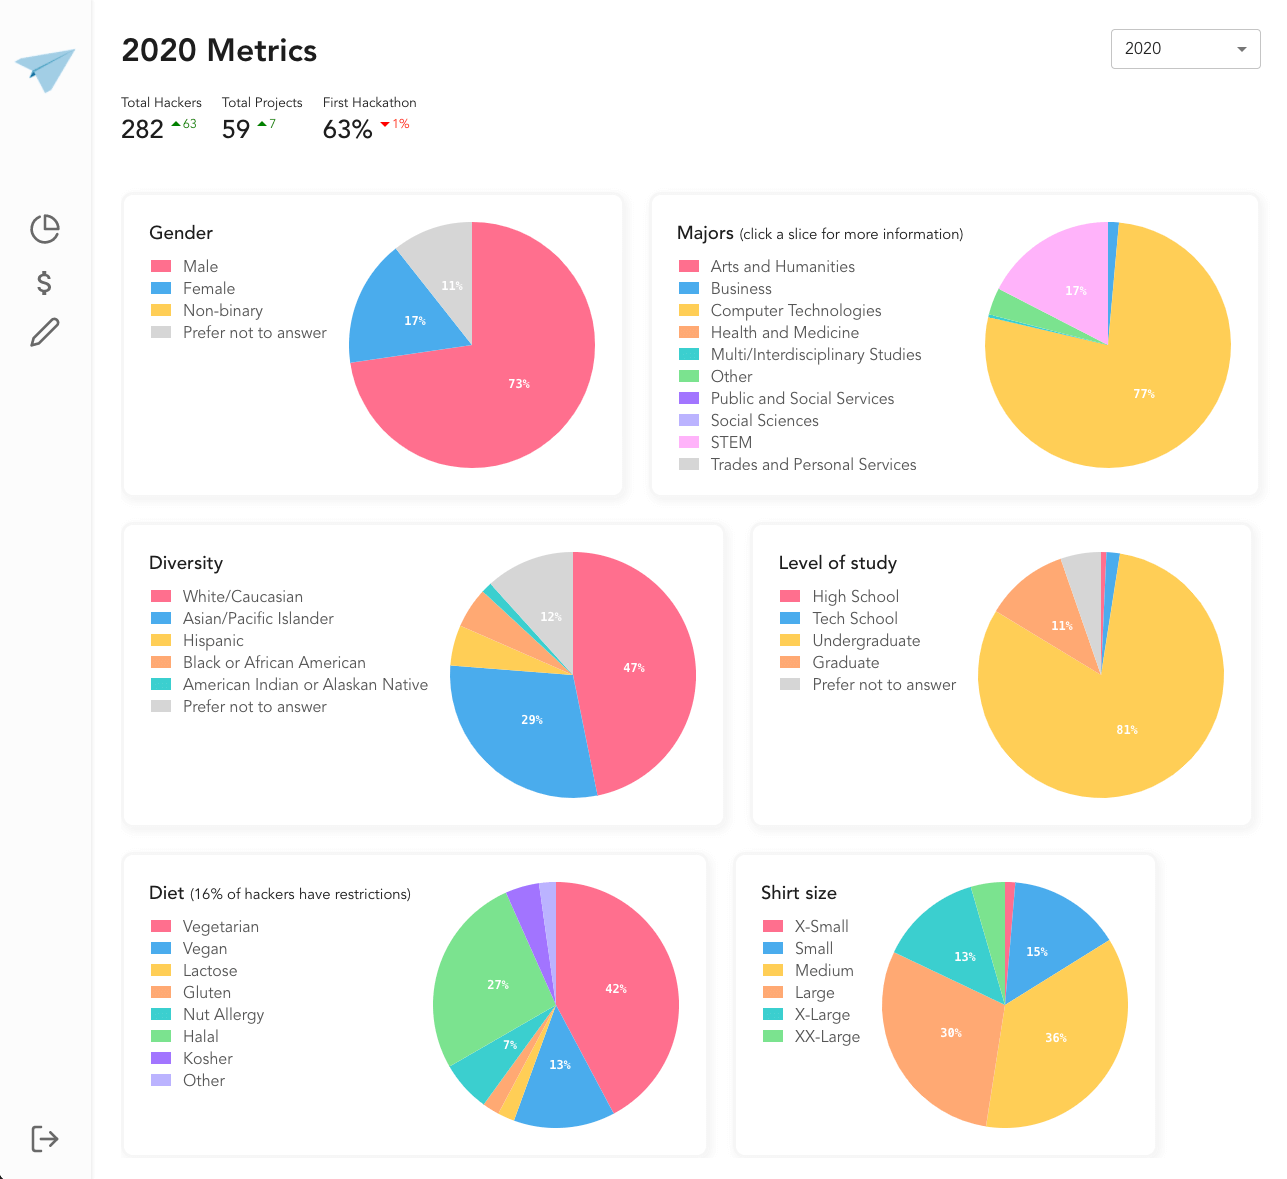 2020 Metrics
2020
Total Hackers
282 63
Total Projects
59 7
First Hackathon
63% 1%
Gender
Male
Female
Non-binary
Prefer not to answer
11%
17%
73%
Majors (click a slice for more information)
Arts and Humanities
Business
Computer Technologies
Health and Medicine
Multi/Interdisciplinary Studies
Other
Public and Social Services
Social Sciences
STEM
Trades and Personal Services
17%
77%
Diversity
White/Caucasian
Asian/Pacific Islander
Hispanic
Black or African American
American Indian or Alaskan Native
Prefer not to answer
12%
47%
29%
Level of study
High School
Tech School
Undergraduate
Graduate
Prefer not to answer
11%
81%
Diet (16% of hackers have restrictions)
Vegetarian
Vegan
Lactose
Gluten
Nut Allergy
Halal
Kosher
Other
27%
42%
7%
13%
Shirt size
X-Small
Small
Medium
Large
X-Large
XX-Large
13%
15%
30%
36%